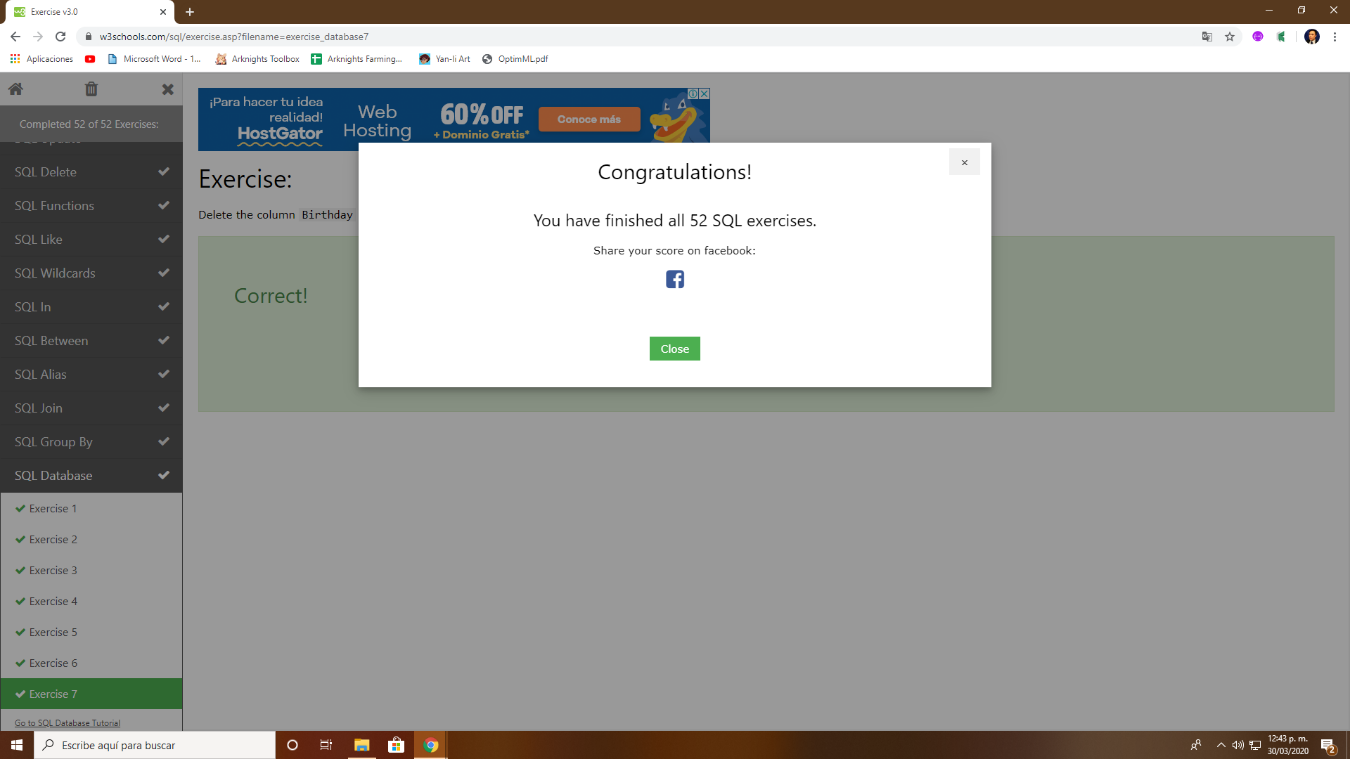 Exercise v3.0
w3schools.com/sql/exercise.asp?filename=exercise_database7
Aplicaciones
Microsoft Word - 1...
Arknights Toolbox
Arknights Farming...
Yan-li Art
OptimML.pdf
Completed 52 of 52 Exercises:
SQL Delete
SQL Functions
SQL Like
SQL Wildcards
SQL In
SQL Between
SQL Alias
SQL Join
SQL Group By
SQL Database
Exercise 1
Exercise 2
Exercise 3
Exercise 4
Exercise 5
Exercise 6
Exercise 7
Go to SQL Database Tutorial
¡Para hacer tu idea
realidad!
HostGator
Web
Hosting
60% OFF
+ Dominio Gratis*
Conoce más
Exercise:
Delete the column Birthday
Correct!
Congratulations!
×
You have finished all 52 SQL exercises.
Share your score on facebook:
Close
Escribe aquí para buscar
12:43 p. m.
30/03/2020
2